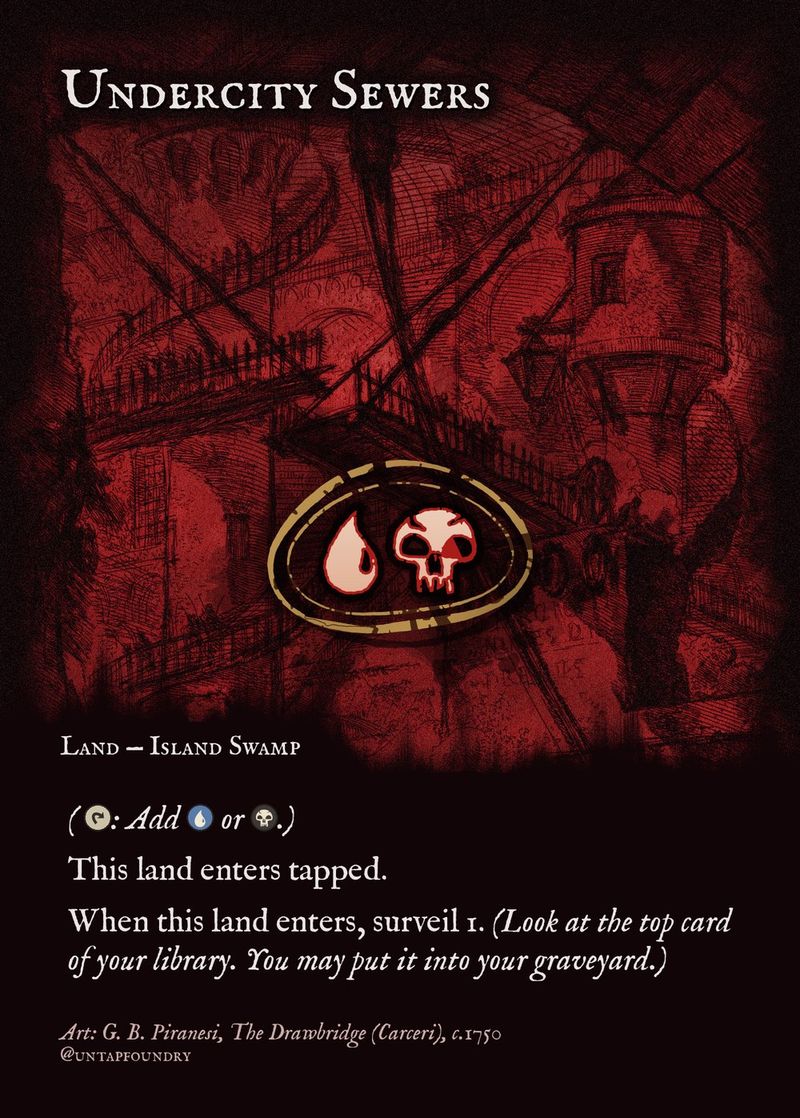 Undercity Sewers
Land — Island Swamp
( : Add or .)
This land enters tapped.
When this land enters, surveil 1. (Look at the top card
of your library. You may put it into your graveyard.)
Art: G. B. Piranesi, The Drawbridge (Carceri), c.1750
@untapfoundry